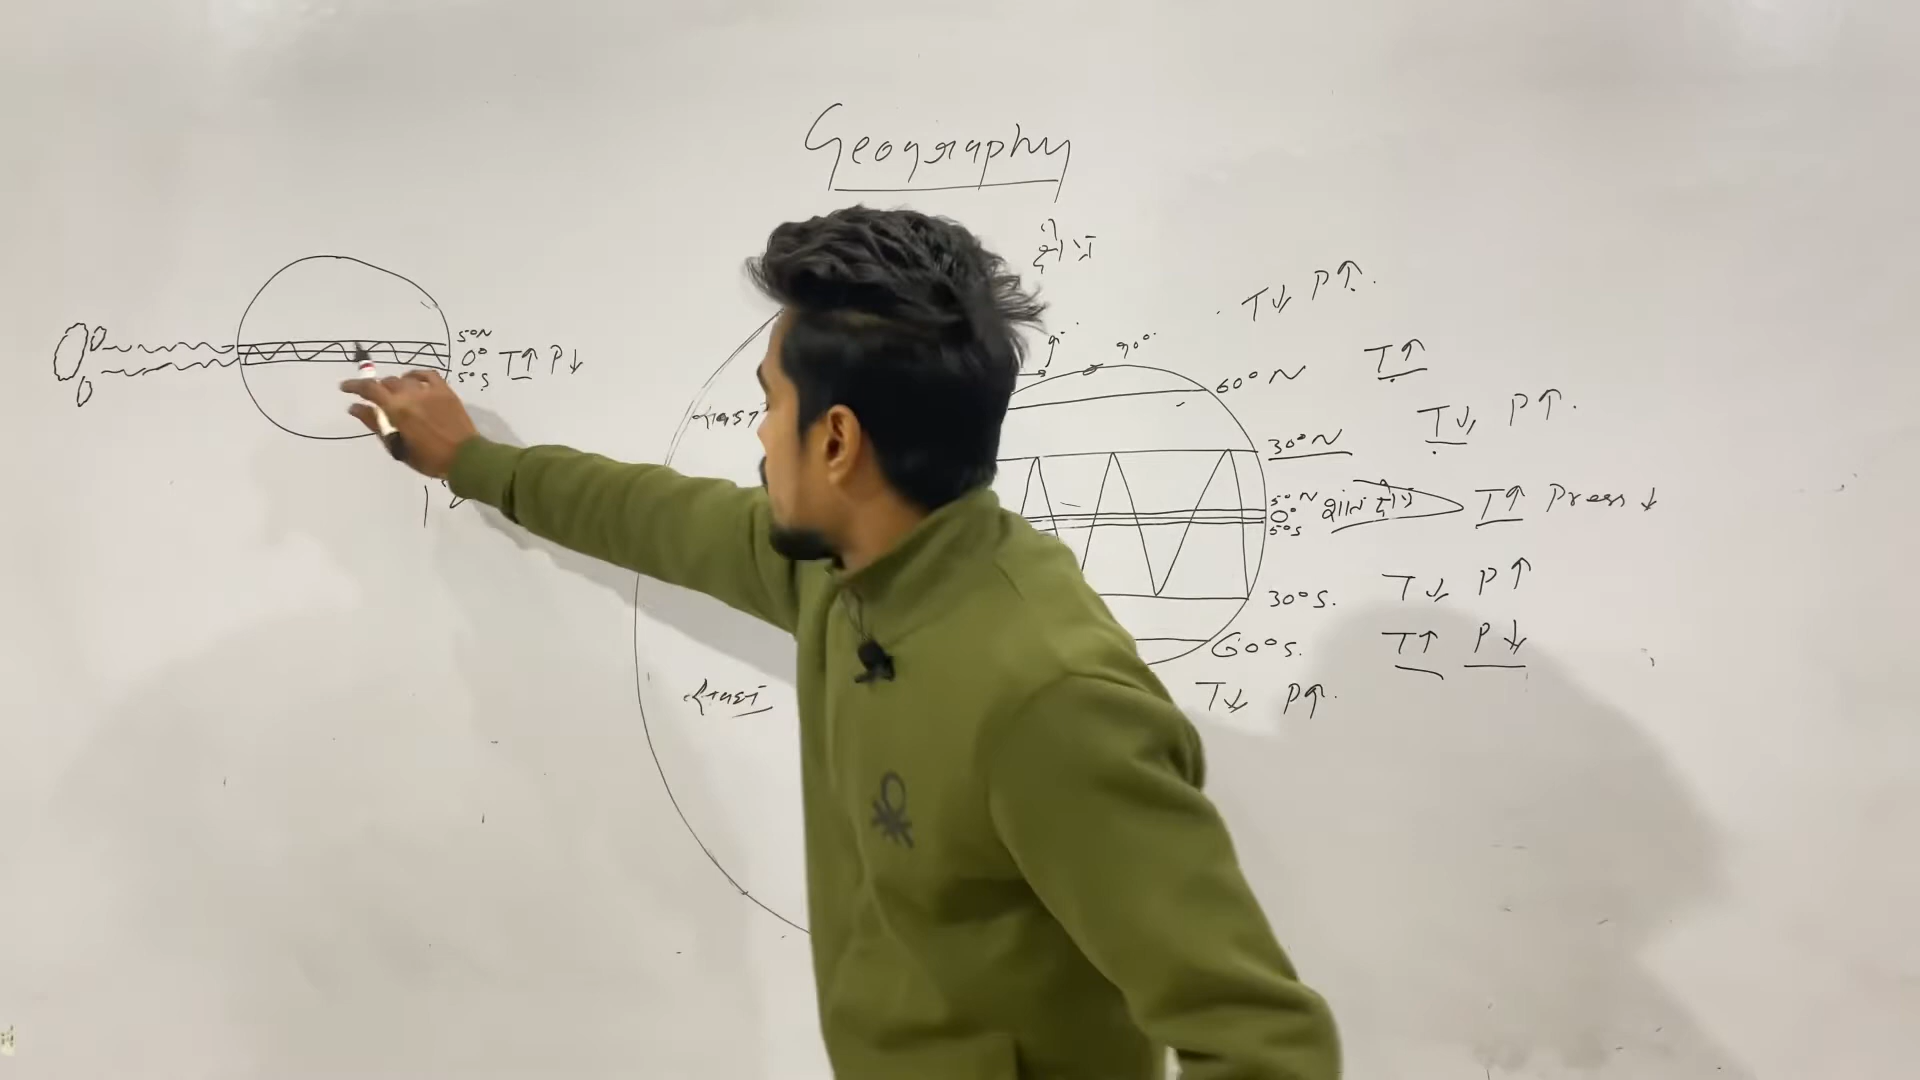 Geography
5°N
0° T↑ P↓
5°S
T↓ P↑.
90°
60°N T↑
30°N T↓ P↑.
5°N
0° T↑ Press ↓
5°S
30°S. T↓ P↑
60°S. T↑ P↓
T↓ P↑.